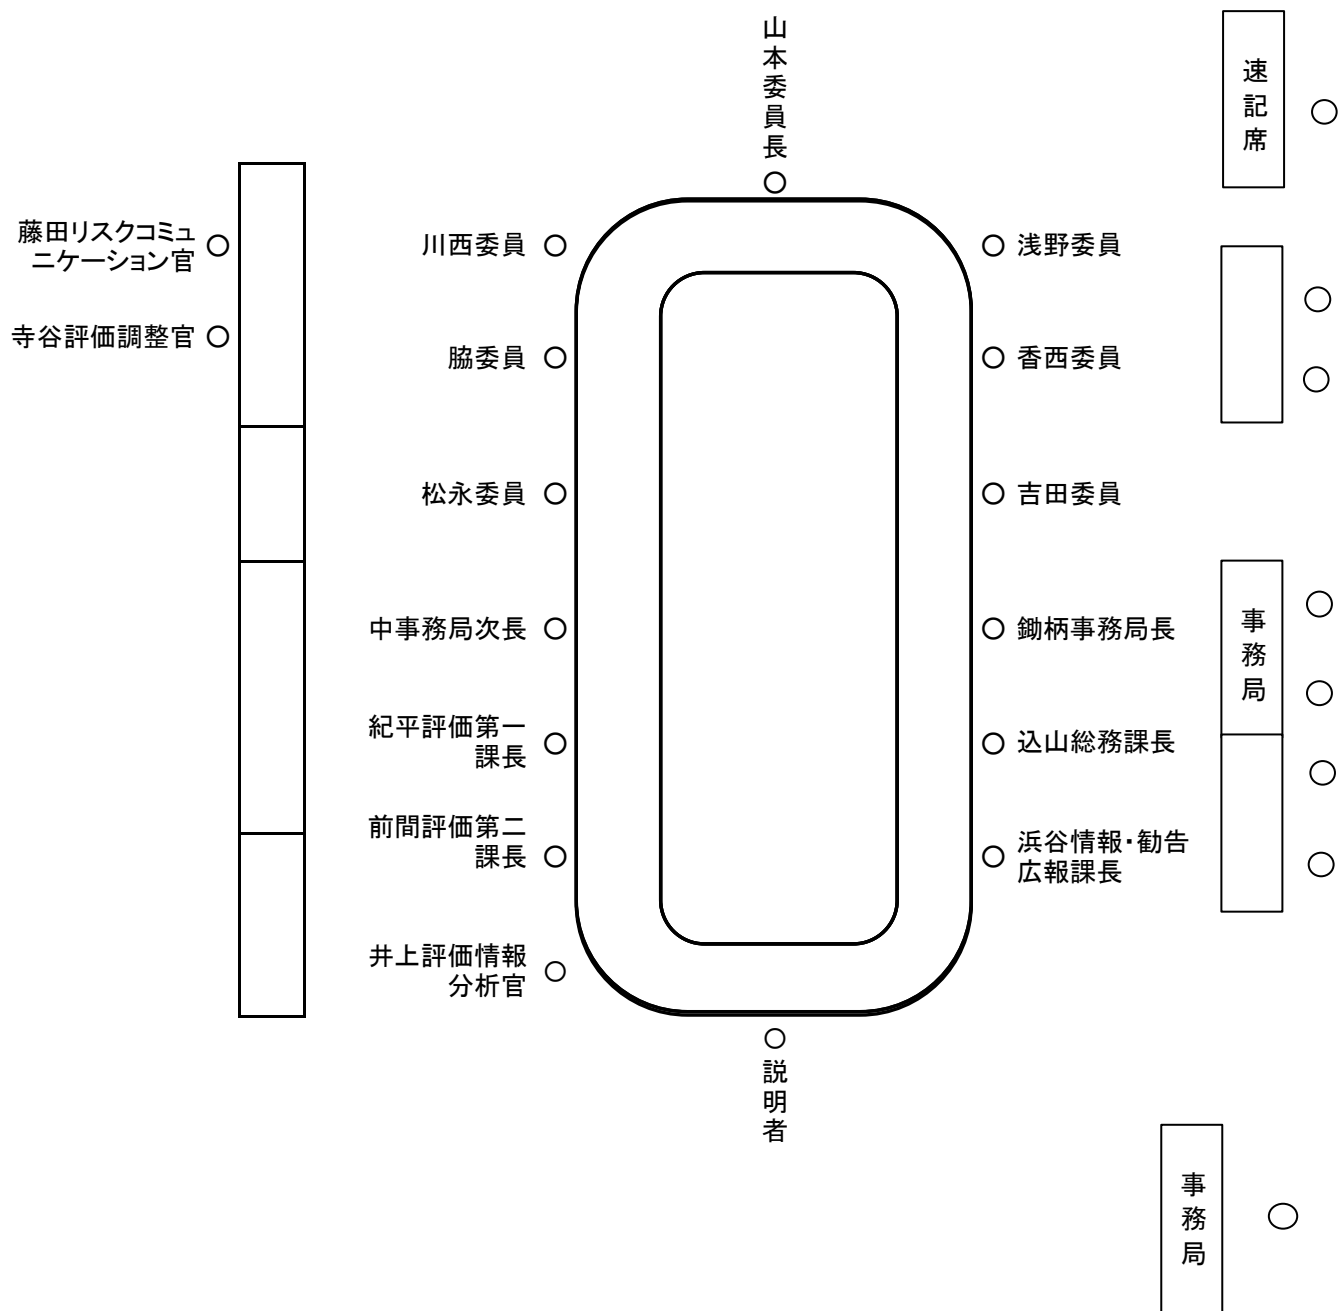 山本委員長
速記席
藤田リスクコミュ
ニケーション官
川西委員
浅野委員
寺谷評価調整官
脇委員
香西委員
松永委員
吉田委員
中事務局次長
鋤柄事務局長
事務局
紀平評価第一
課長
込山総務課長
前間評価第二
課長
浜谷情報・勧告
広報課長
井上評価情報
分析官
説明者
事務局